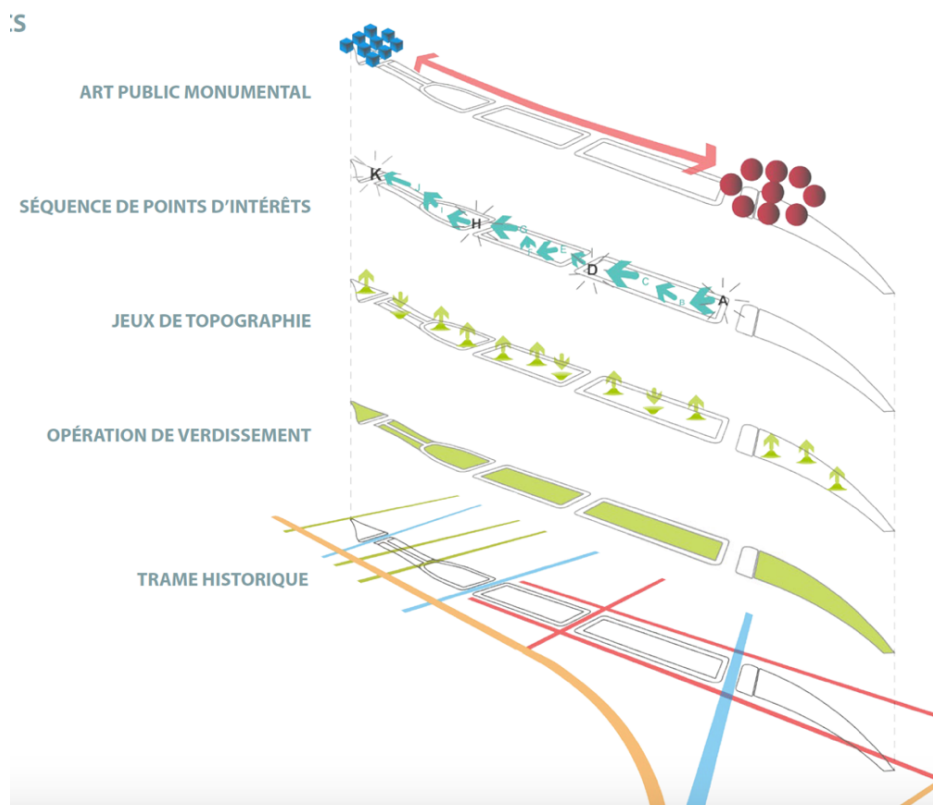 S
ART PUBLIC MONUMENTAL
SÉQUENCE DE POINTS D'INTÉRÊTS
K
J
I
H
G
E
D
C
B
A
JEUX DE TOPOGRAPHIE
OPÉRATION DE VERDISSEMENT
TRAME HISTORIQUE